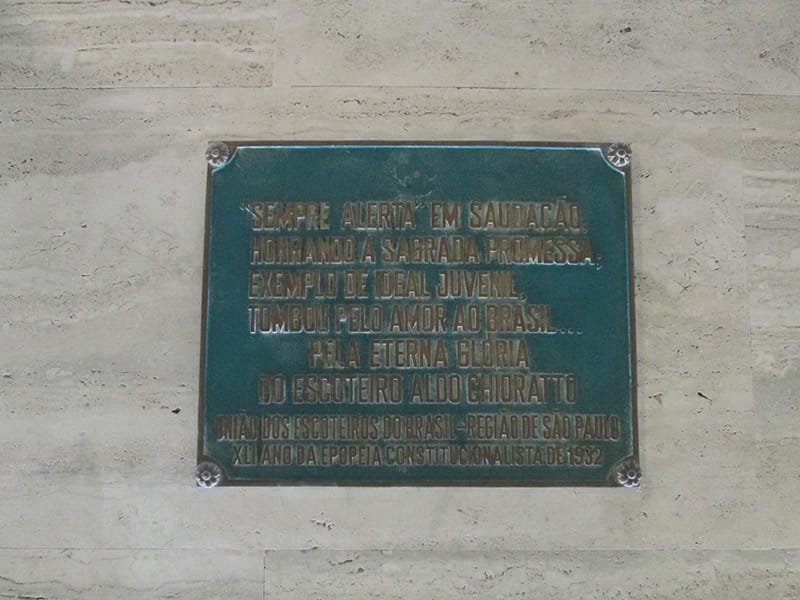 "SEMPRE ALERTA" EM SAUDAÇÃO,
HONRANDO A SAGRADA PROMESSA,
EXEMPLO DE IDEAL JUVENIL,
TOMBOU PELO AMOR AO BRASIL...
PELA ETERNA GLÓRIA
DO ESCOTEIRO ALDO CHIORATTO
UNIÃO DOS ESCOTEIROS DO BRASIL - REGIÃO DE SÃO PAULO
XLI ANO DA EPOPEIA CONSTITUCIONALISTA DE 1932